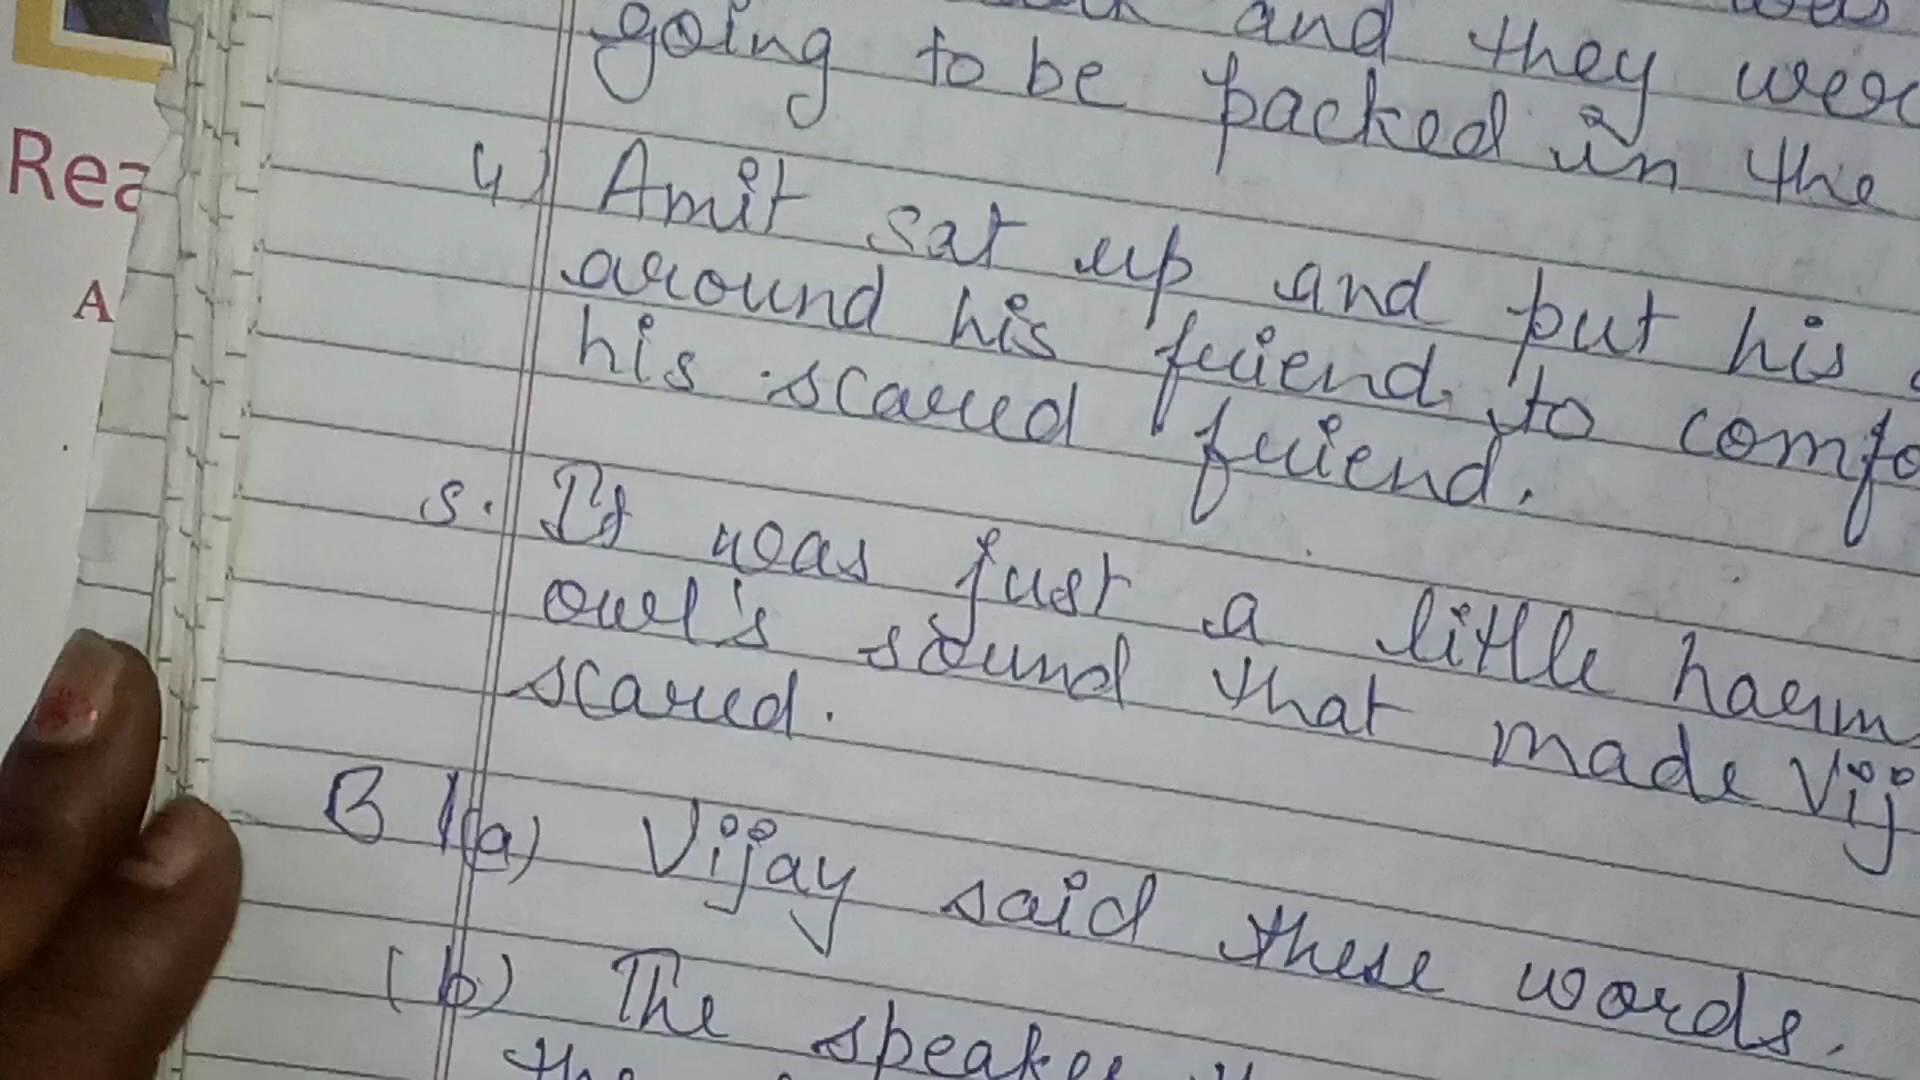 and they were
going to be packed in the
Rea
4) Amit sat up and put his
A
around his friend to comfo
his scared friend.
5. It was just a little harm
owl's sound that made Vij
scared.
B 1(a) Vijay said these words.
(b) The speaker
the